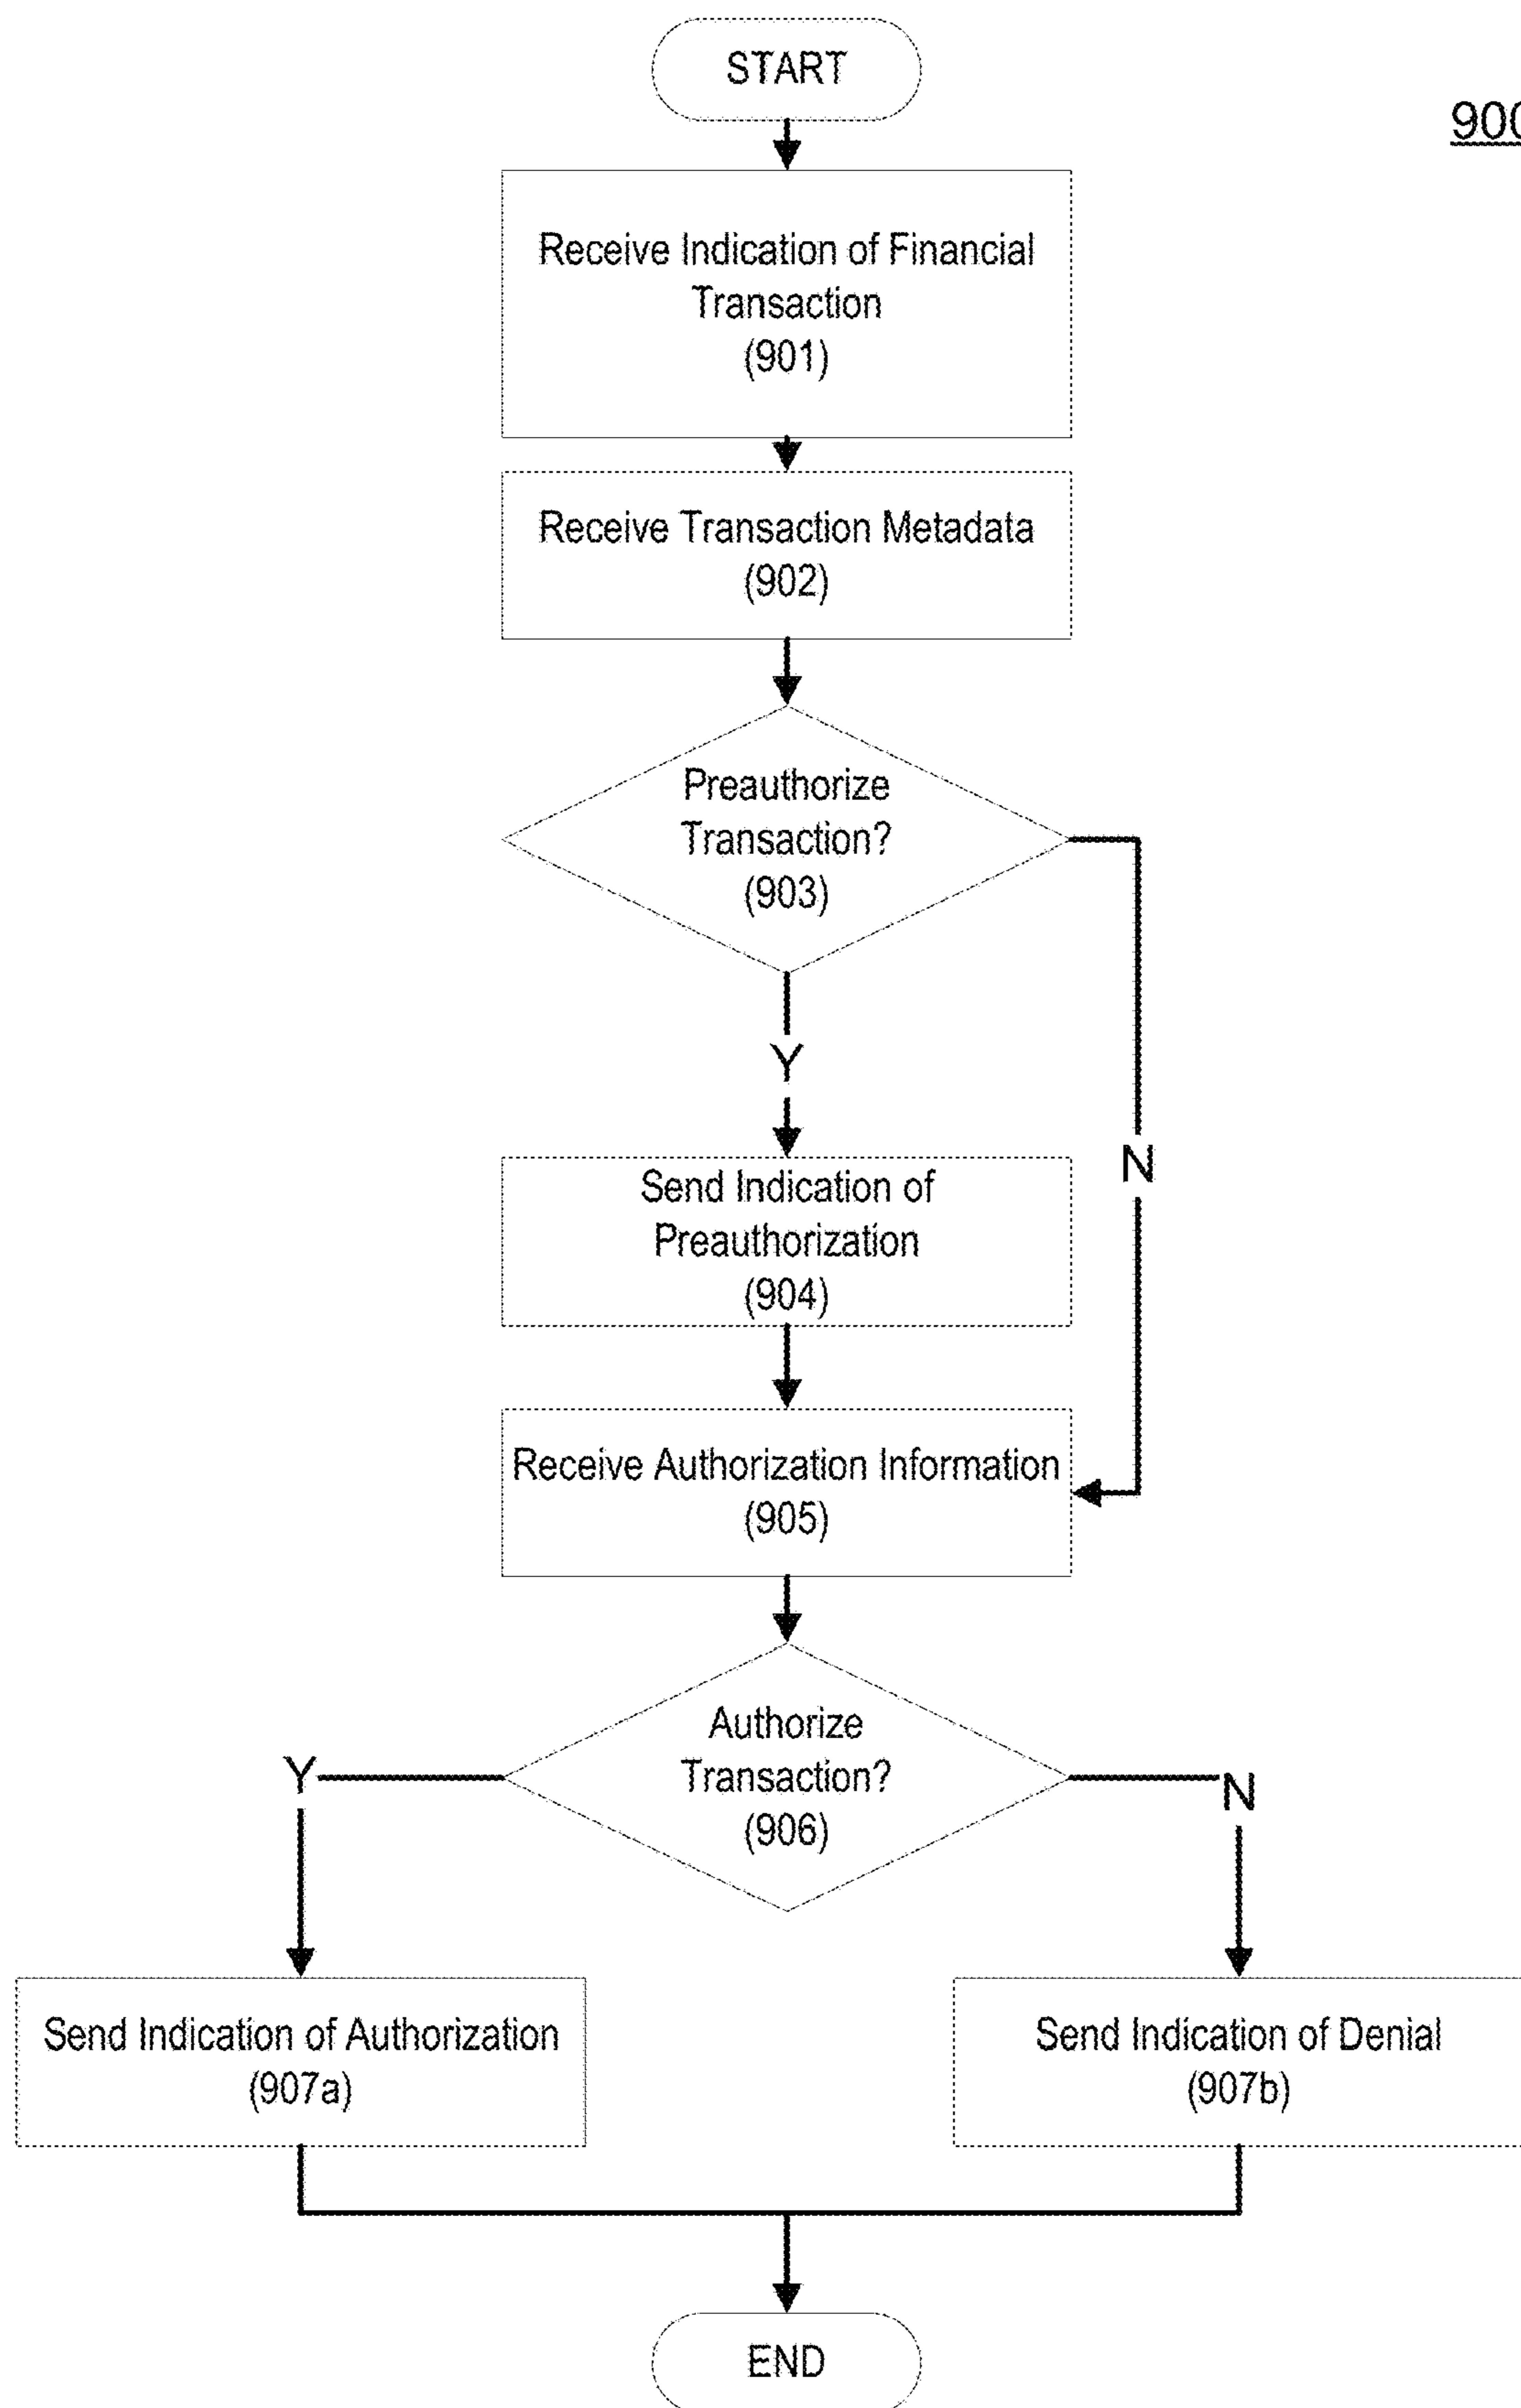 START
900
Receive Indication of Financial
Transaction
(901)
Receive Transaction Metadata
(902)
Preauthorize
Transaction?
(903)
Y
N
Send Indication of
Preauthorization
(904)
Receive Authorization Information
(905)
Authorize
Transaction?
(906)
Y
N
Send Indication of Authorization
(907a)
Send Indication of Denial
(907b)
END